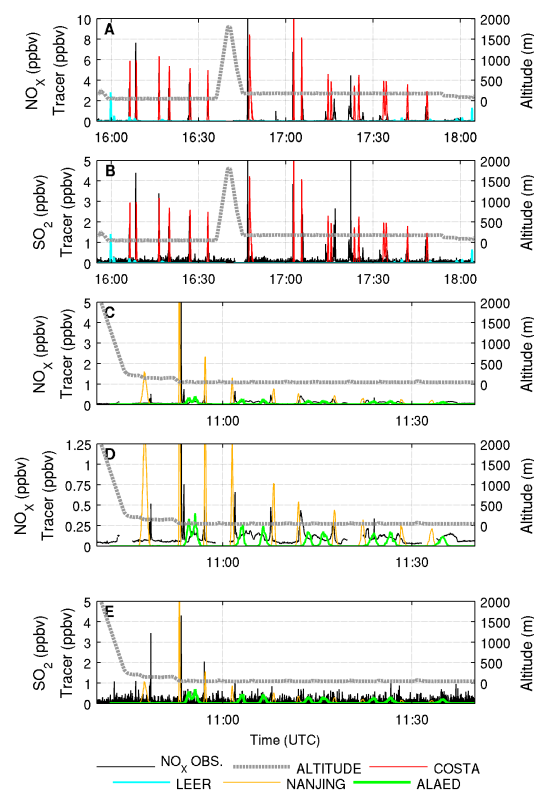 A
NOX (ppbv)
Tracer (ppbv)
10
8
6
4
2
0
2000
1500
1000
500
0
Altitude (m)
16:00 16:30 17:00 17:30 18:00
B
SO2 (ppbv)
Tracer (ppbv)
5
4
3
2
1
0
2000
1500
1000
500
0
Altitude (m)
16:00 16:30 17:00 17:30 18:00
C
NOX (ppbv)
Tracer (ppbv)
5
4
3
2
1
0
2000
1500
1000
500
0
Altitude (m)
11:00 11:30
D
NOX (ppbv)
Tracer (ppbv)
1.25
1
0.75
0.5
0.25
0
2000
1500
1000
500
0
Altitude (m)
11:00 11:30
E
SO2 (ppbv)
Tracer (ppbv)
5
4
3
2
1
0
2000
1500
1000
500
0
Altitude (m)
11:00 11:30
Time (UTC)
NOX OBS. ALTITUDE COSTA
LEER NANJING ALAED